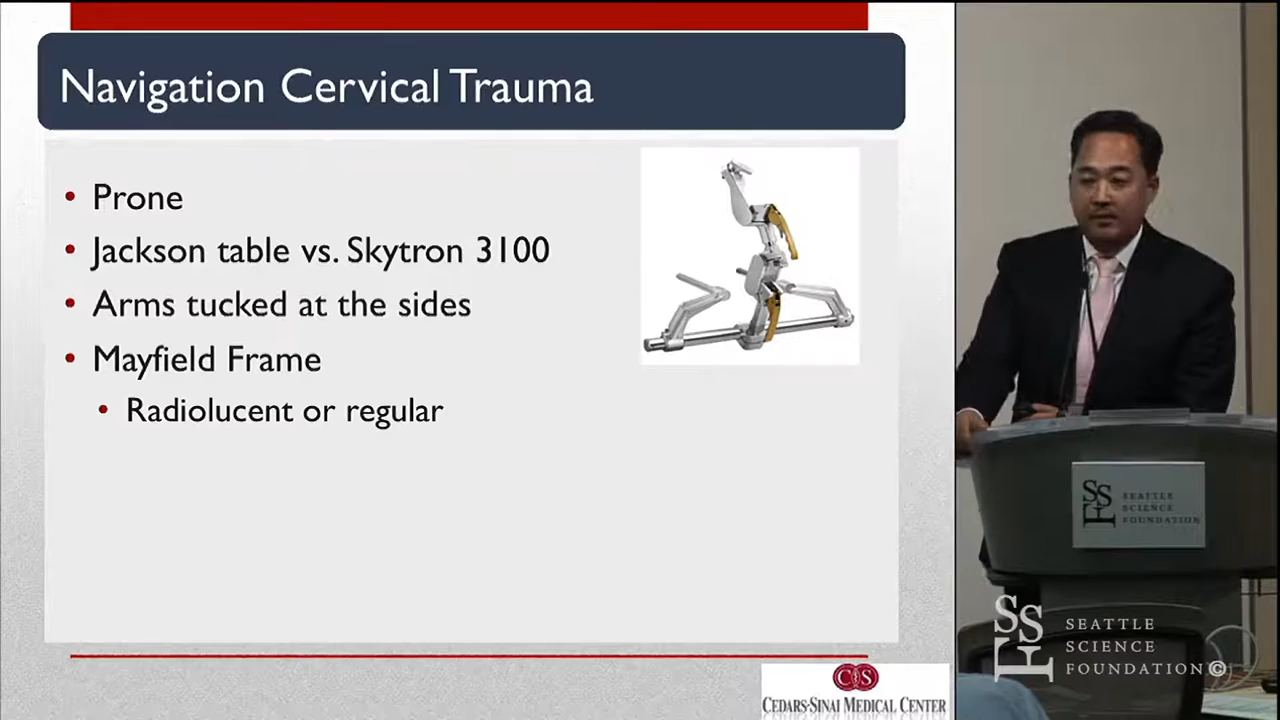 Navigation Cervical Trauma
• Prone
• Jackson table vs. Skytron 3100
• Arms tucked at the sides
• Mayfield Frame
• Radiolucent or regular
CS
CEDARS-SINAI MEDICAL CENTER
SSF
SEATTLE
SCIENCE
FOUNDATION
SSF
SEATTLE
SCIENCE
FOUNDATION©